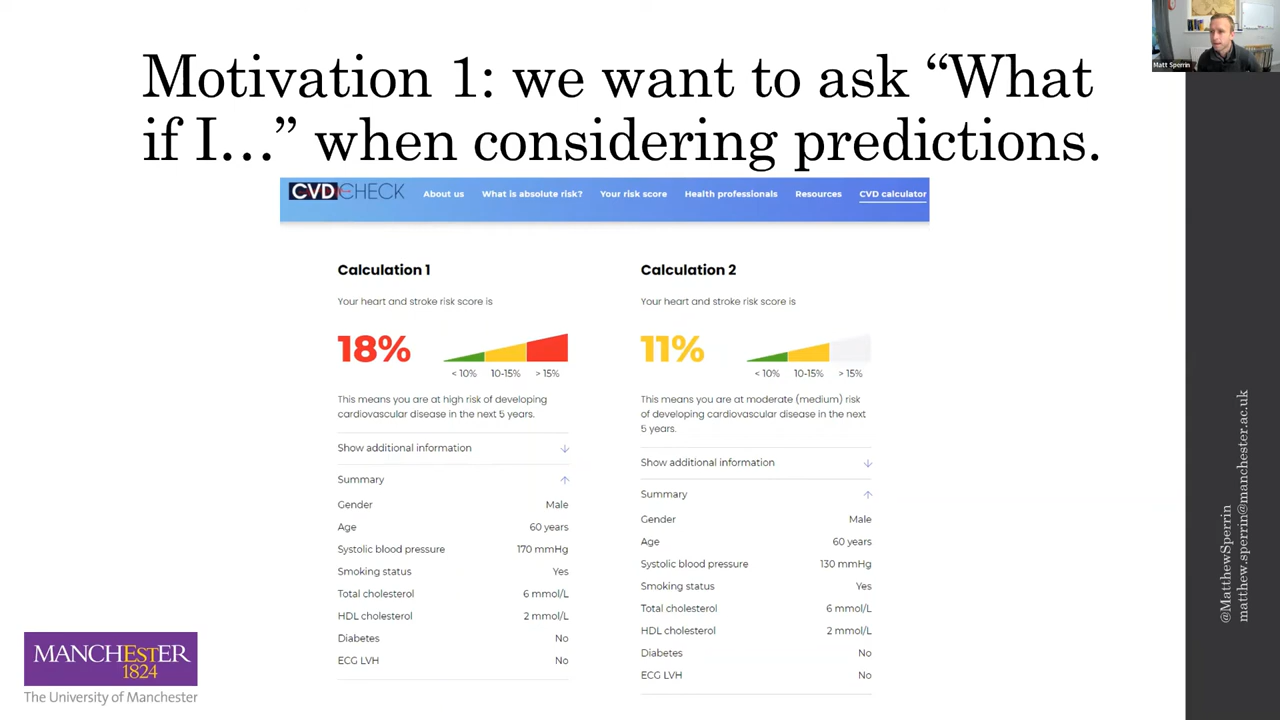 Motivation 1: we want to ask “What
if I…” when considering predictions.
Matt Sperrin
CVDCHECK
About us
What is absolute risk?
Your risk score
Health professionals
Resources
CVD calculator
Calculation 1
Your heart and stroke risk score is
18%
< 10% 10-15% > 15%
This means you are at high risk of developing
cardiovascular disease in the next 5 years.
Show additional information
Summary
Gender Male
Age 60 years
Systolic blood pressure 170 mmHg
Smoking status Yes
Total cholesterol 6 mmol/L
HDL cholesterol 2 mmol/L
Diabetes No
ECG LVH No
Calculation 2
Your heart and stroke risk score is
11%
< 10% 10-15% > 15%
This means you are at moderate (medium) risk
of developing cardiovascular disease in the next
5 years.
Show additional information
Summary
Gender Male
Age 60 years
Systolic blood pressure 130 mmHg
Smoking status Yes
Total cholesterol 6 mmol/L
HDL cholesterol 2 mmol/L
Diabetes No
ECG LVH No
@MatthewSperrin
matthew.sperrin@manchester.ac.uk
MANCHESTER
1824
The University of Manchester